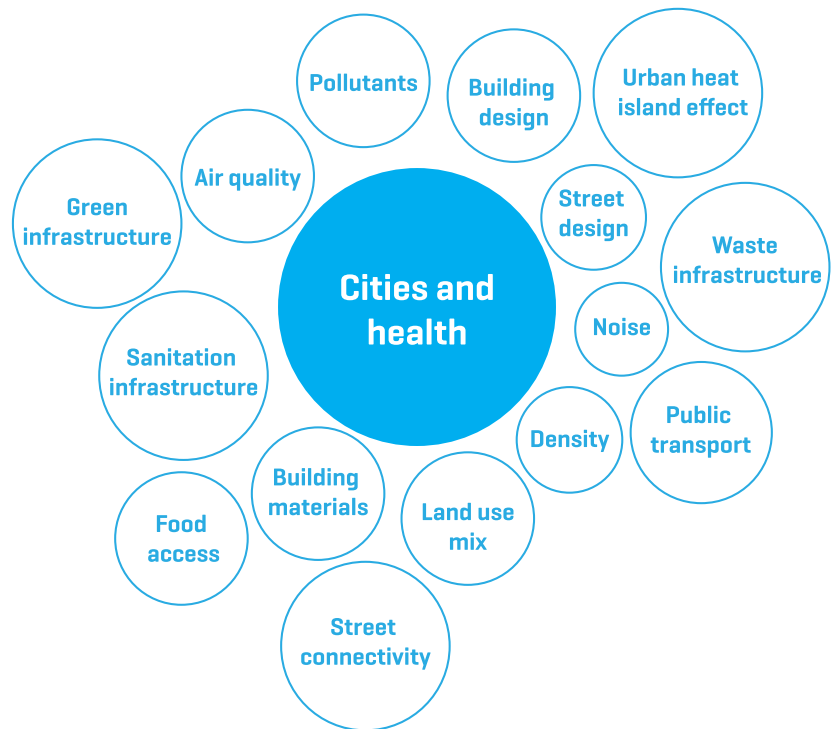 Pollutants
Building
design
Urban heat
island effect
Air quality
Green
infrastructure
Street
design
Waste
infrastructure
Cities and
health
Noise
Sanitation
infrastructure
Public
transport
Density
Building
materials
Land use
mix
Food
access
Street
connectivity